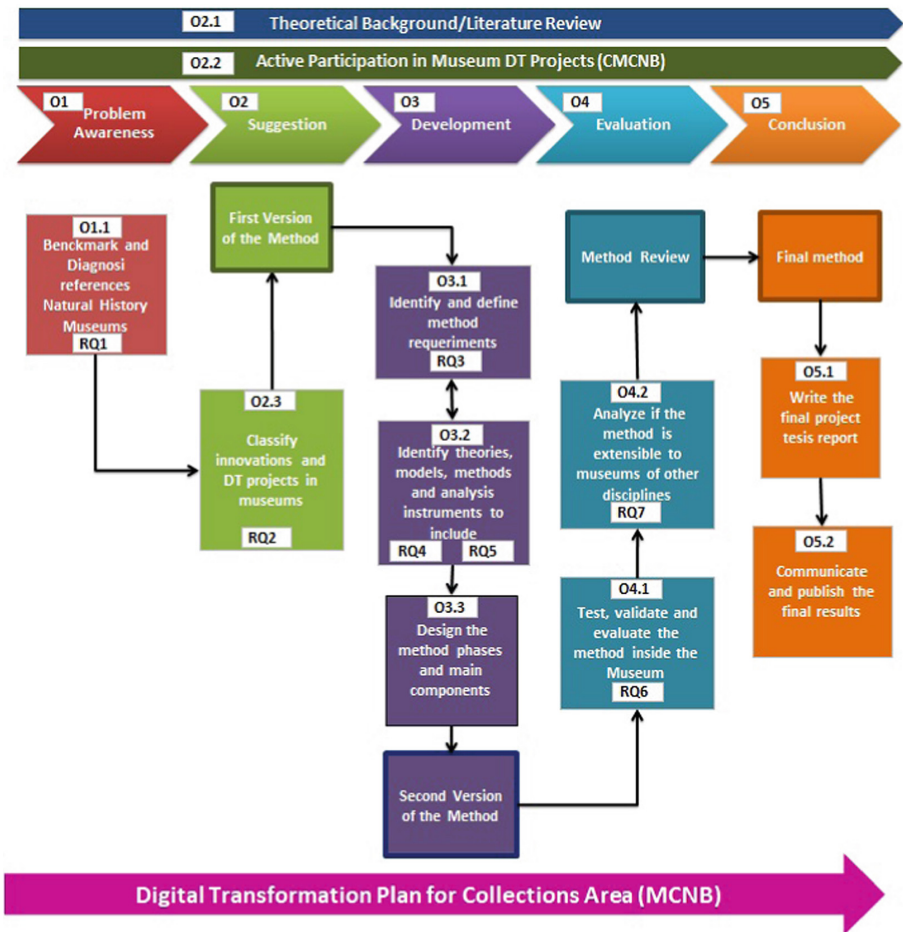 O2.1 Theoretical Background/Literature Review
O2.2 Active Participation in Museum DT Projects (CMCNB)
O1
Problem
Awareness
O2
Suggestion
O3
Development
O4
Evaluation
O5
Conclusion
O1.1
Benckmark and
Diagnosi
references
Natural History
Museums
RQ1
First Version
of the Method
O2.3
Classify
innovations and
DT projects in
museums
RQ2
O3.1
Identify and define
method
requeriments
RQ3
O3.2
Identify theories,
models, methods
and analysis
instruments to
include
RQ4 RQ5
O3.3
Design the
method phases
and main
components
Second Version
of the Method
Method Review
O4.2
Analyze if the
method is
extensible to
museums of other
disciplines
RQ7
O4.1
Test, validate and
evaluate the
method inside the
Museum
RQ6
Final method
O5.1
Write the
final project
tesis report
O5.2
Communicate
and publish the
final results
Digital Transformation Plan for Collections Area (MCNB)